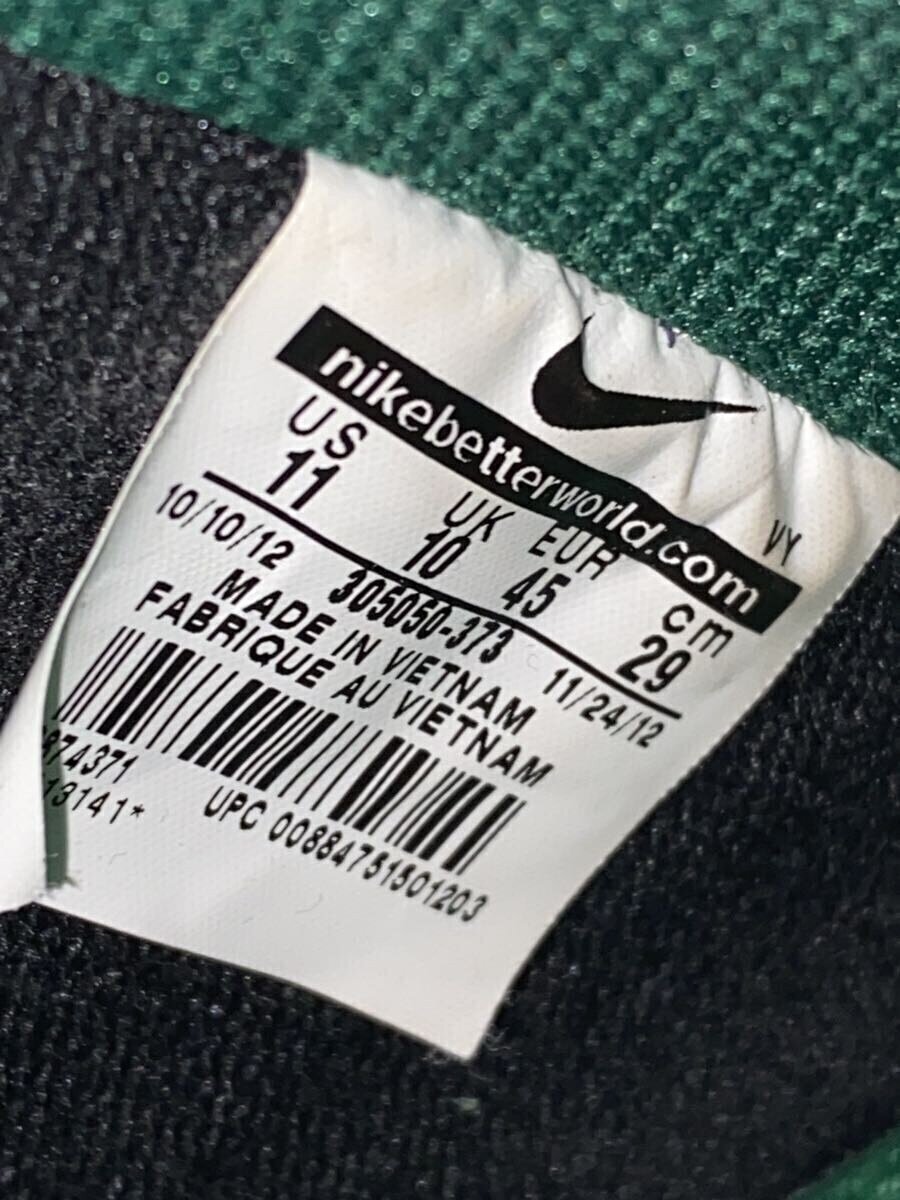 nikebetterworld.com
VY
US UK EUR cm
11 10 45 29
10/10/12 305050-373 11/24/12
MADE IN VIETNAM
FABRIQUE AU VIETNAM
74371
13141*
UPC 00884751501203